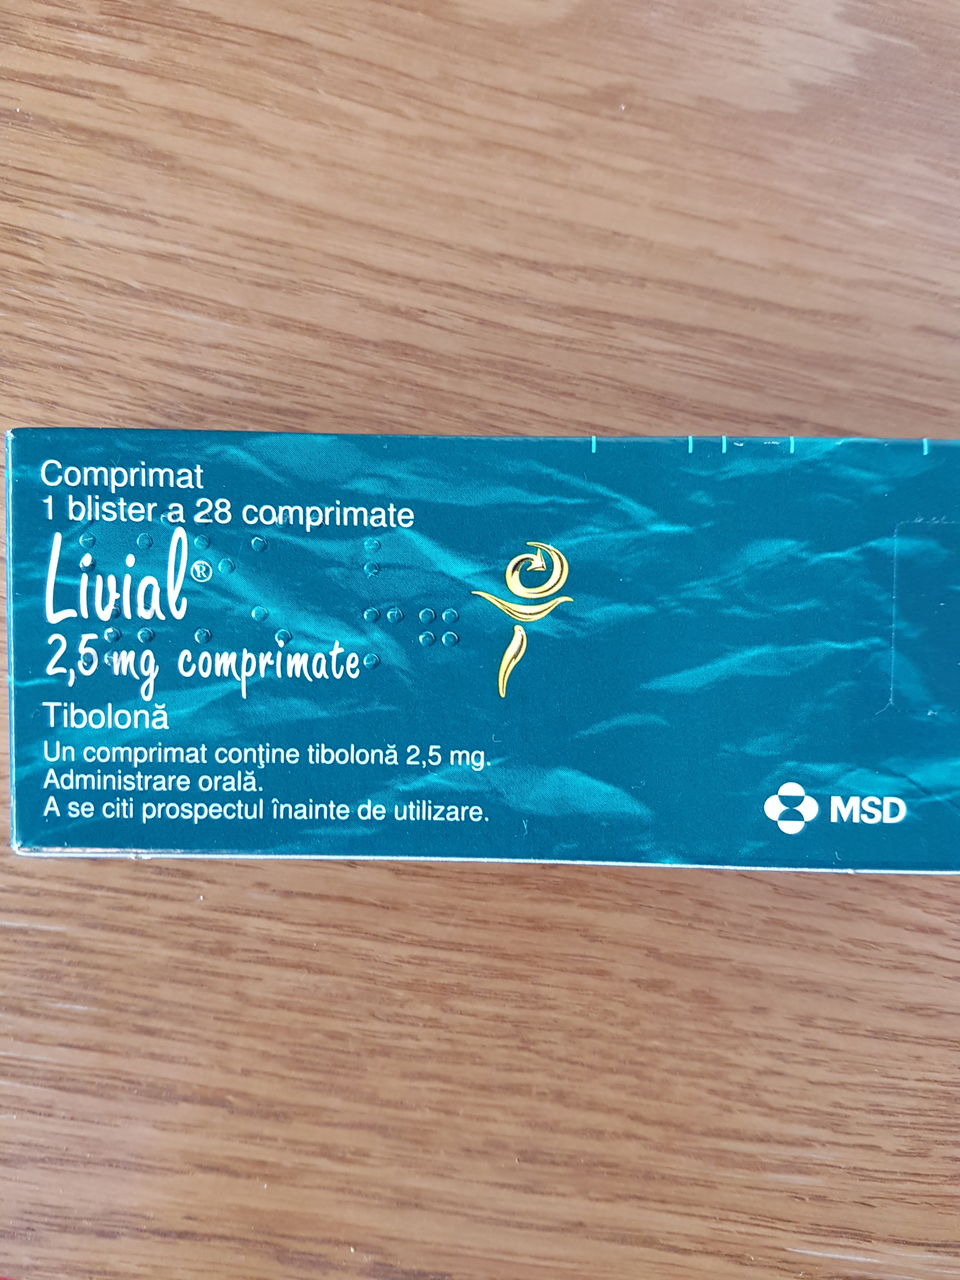 Comprimat
1 blister a 28 comprimate
Livial®
2,5 mg comprimate
Tibolonă
Un comprimat conţine tibolonă 2,5 mg.
Administrare orală.
A se citi prospectul înainte de utilizare.
MSD